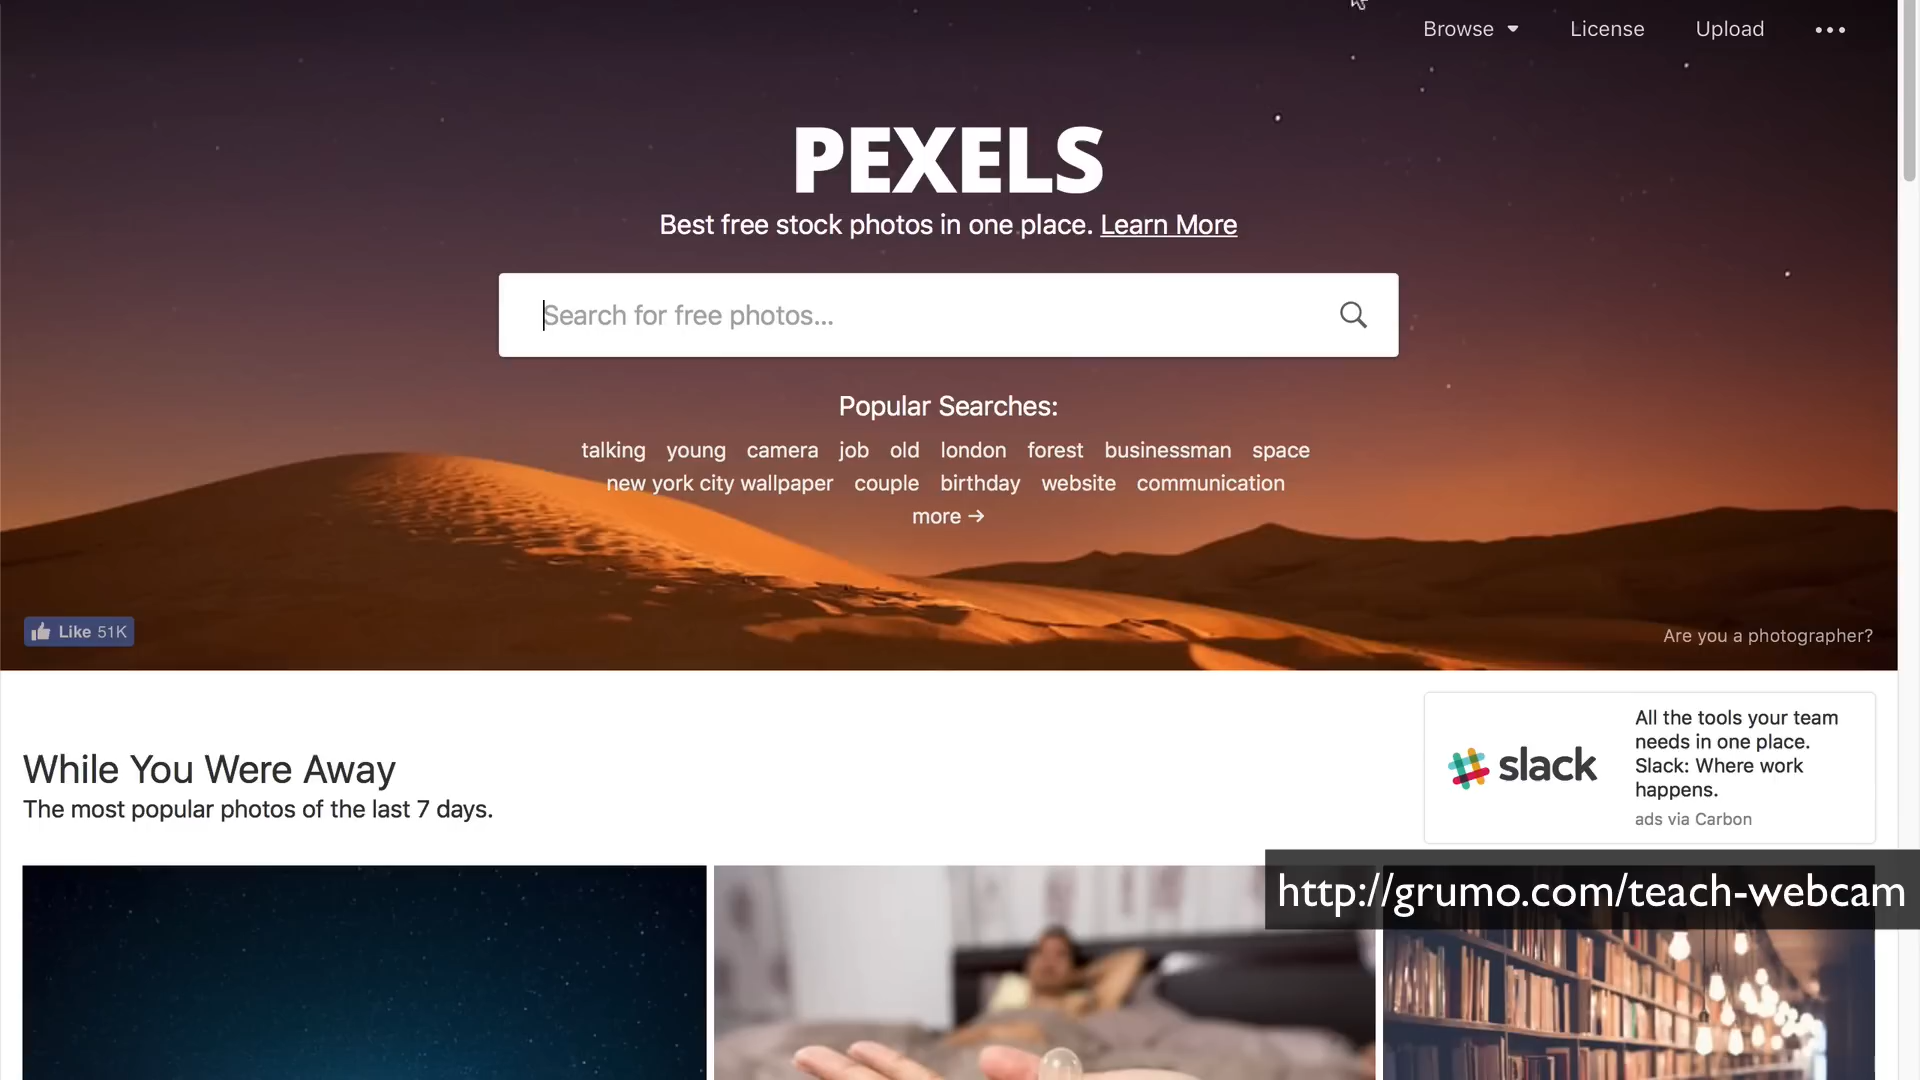 Browse License Upload
PEXELS
Best free stock photos in one place. Learn More
Search for free photos...
Popular Searches:
talking young camera job old london forest businessman space
new york city wallpaper couple birthday website communication
more →
Like 51K
Are you a photographer?
While You Were Away
The most popular photos of the last 7 days.
slack
All the tools your team
needs in one place.
Slack: Where work
happens.
ads via Carbon
http://grumo.com/teach-webcam